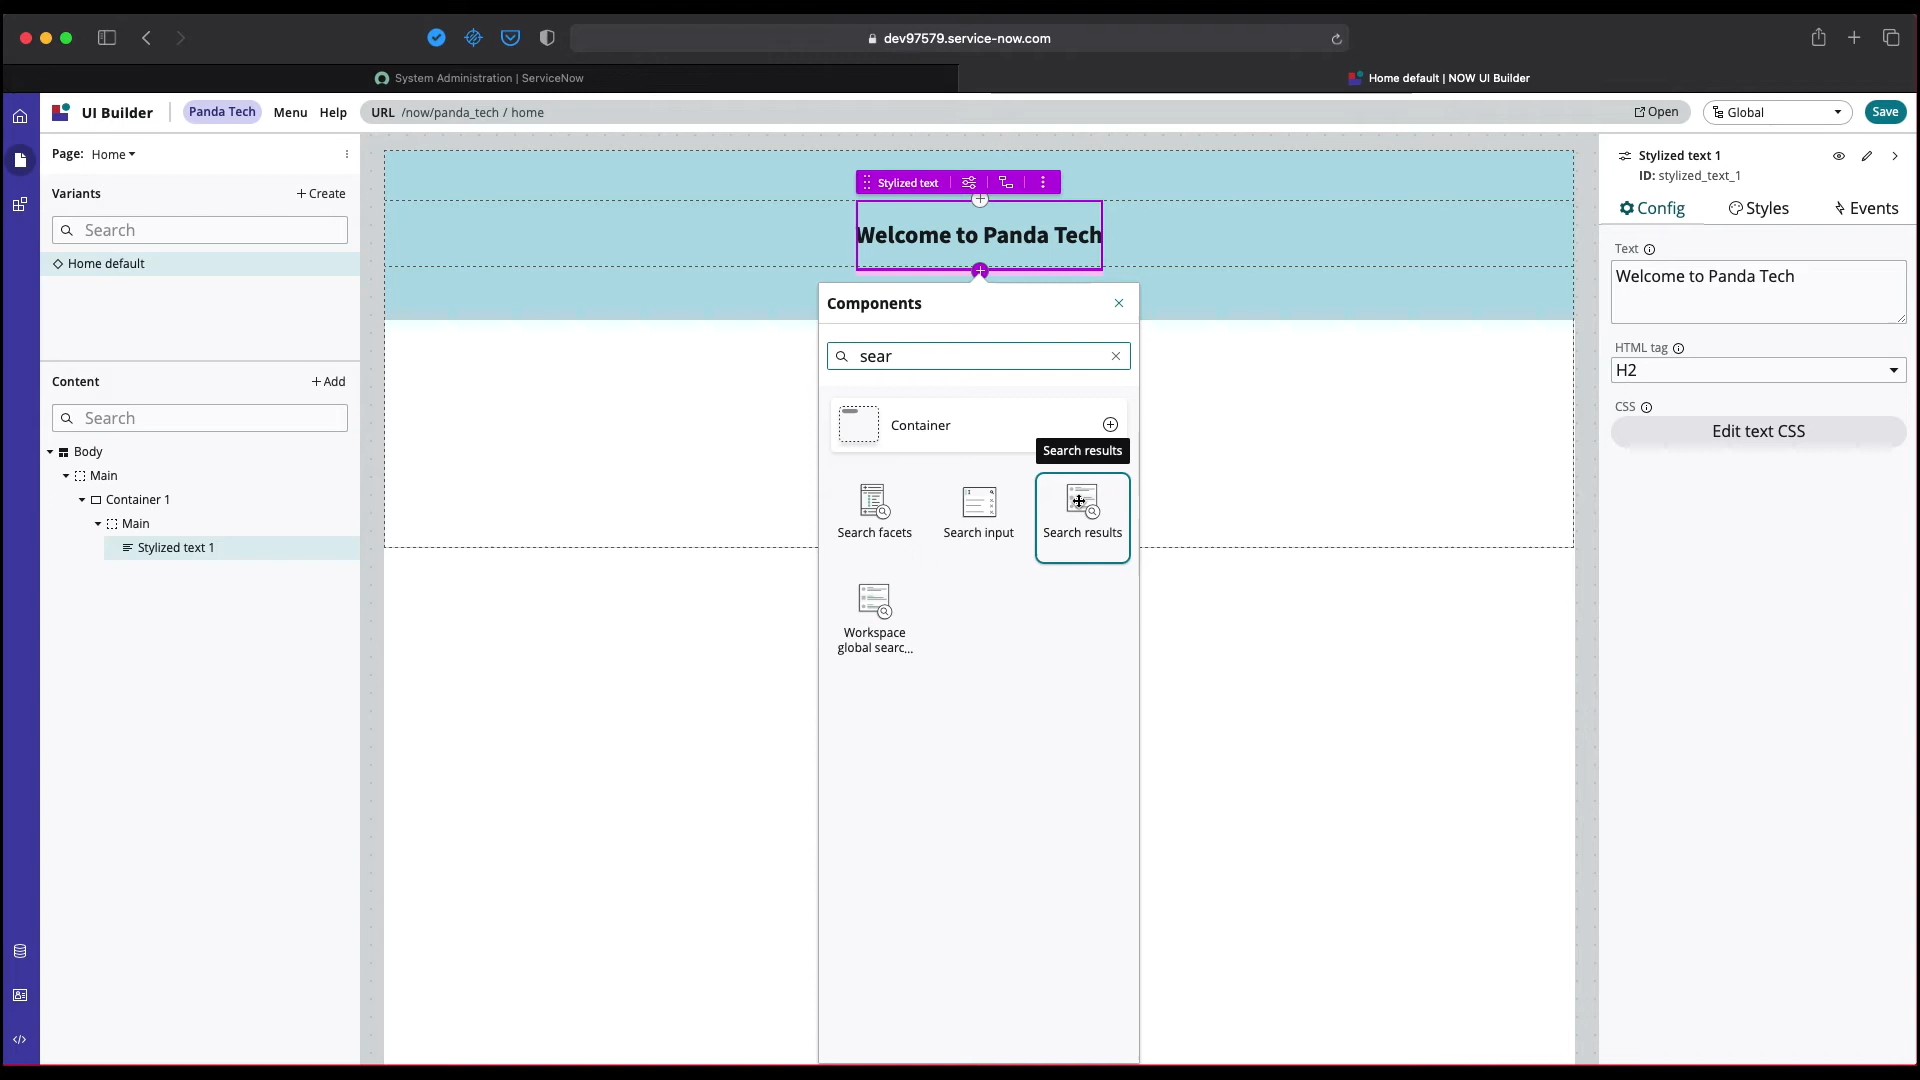 dev97579.service-now.com
System Administration | ServiceNow
Home default | NOW UI Builder
UI Builder
Panda Tech
Menu
Help
URL /now/panda_tech / home
Open
Global
Save
Page: Home
Variants
+ Create
Search
Home default
Content
+ Add
Search
Body
Main
Container 1
Main
Stylized text 1
Stylized text
Welcome to Panda Tech
Components
sear
Container
Search results
Search facets
Search input
Search results
Workspace
global searc...
Stylized text 1
ID: stylized_text_1
Config
Styles
Events
Text
Welcome to Panda Tech
HTML tag
H2
CSS
Edit text CSS